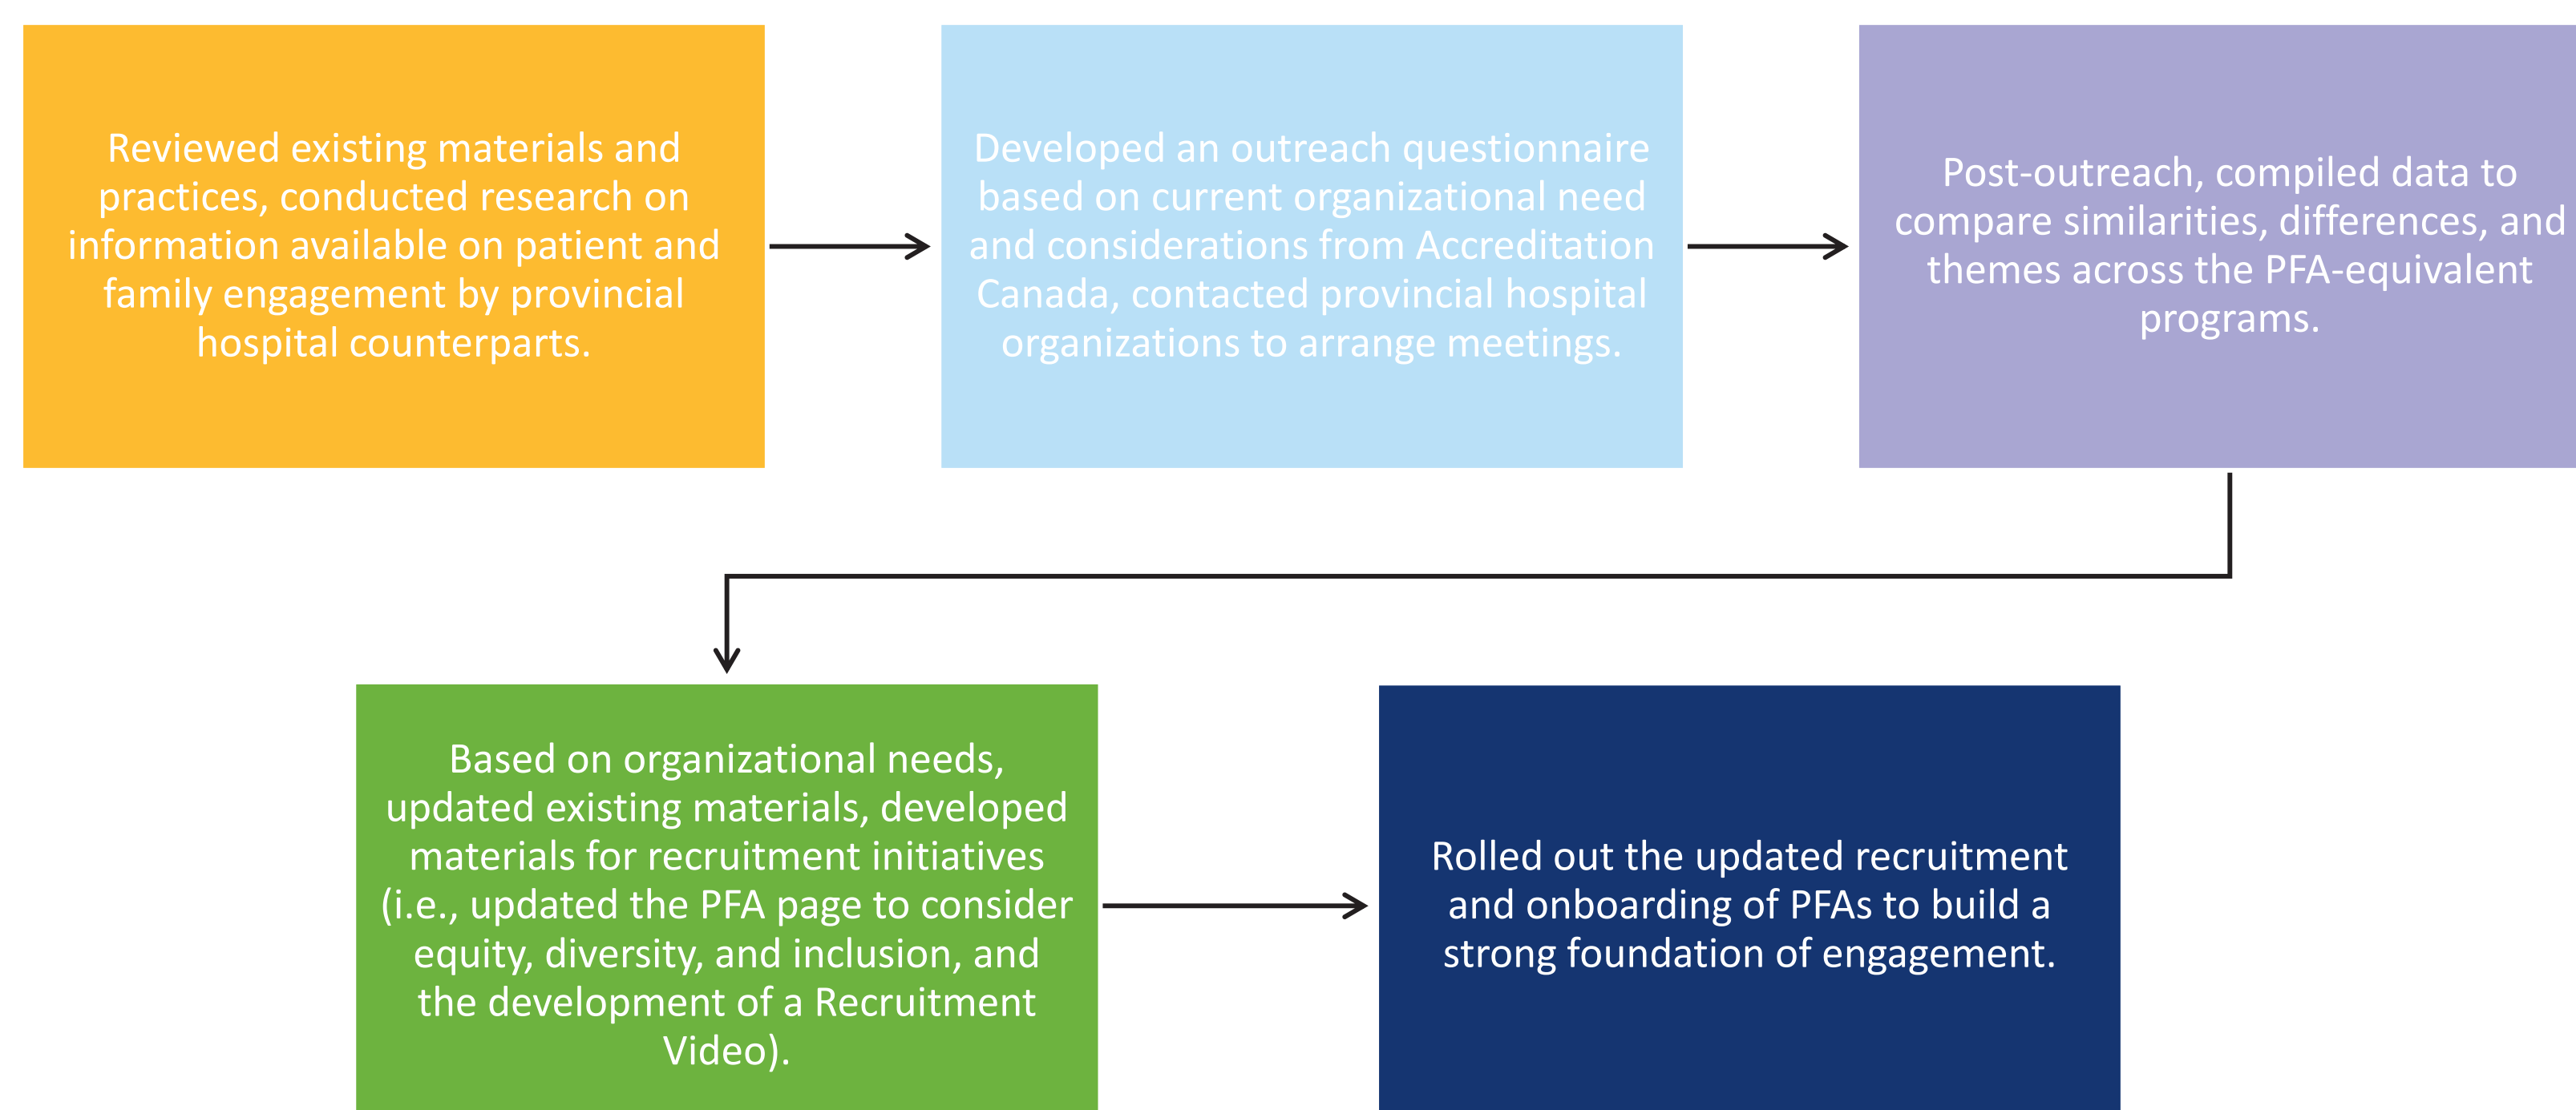 Reviewed existing materials and
practices, conducted research on
information available on patient and
family engagement by provincial
hospital counterparts.
Developed an outreach questionnaire
based on current organizational need
and considerations from Accreditation
Canada, contacted provincial hospital
organizations to arrange meetings.
Post-outreach, compiled data to
compare similarities, differences, and
themes across the PFA-equivalent
programs.
Based on organizational needs,
updated existing materials, developed
materials for recruitment initiatives
(i.e., updated the PFA page to consider
equity, diversity, and inclusion, and
the development of a Recruitment
Video).
Rolled out the updated recruitment
and onboarding of PFAs to build a
strong foundation of engagement.